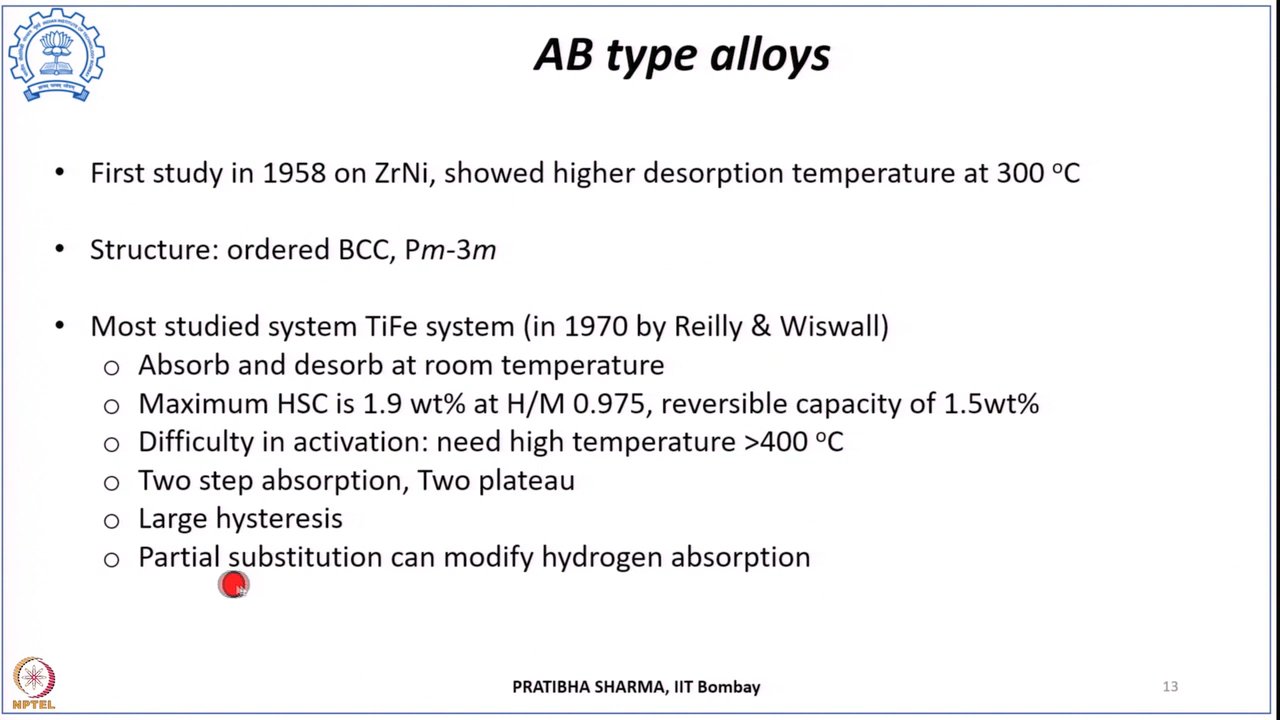 AB type alloys
• First study in 1958 on ZrNi, showed higher desorption temperature at 300 ᵒC
• Structure: ordered BCC, Pm-3m
• Most studied system TiFe system (in 1970 by Reilly & Wiswall)
o Absorb and desorb at room temperature
o Maximum HSC is 1.9 wt% at H/M 0.975, reversible capacity of 1.5wt%
o Difficulty in activation: need high temperature >400 ᵒC
o Two step absorption, Two plateau
o Large hysteresis
o Partial substitution can modify hydrogen absorption
NPTEL
PRATIBHA SHARMA, IIT Bombay
13